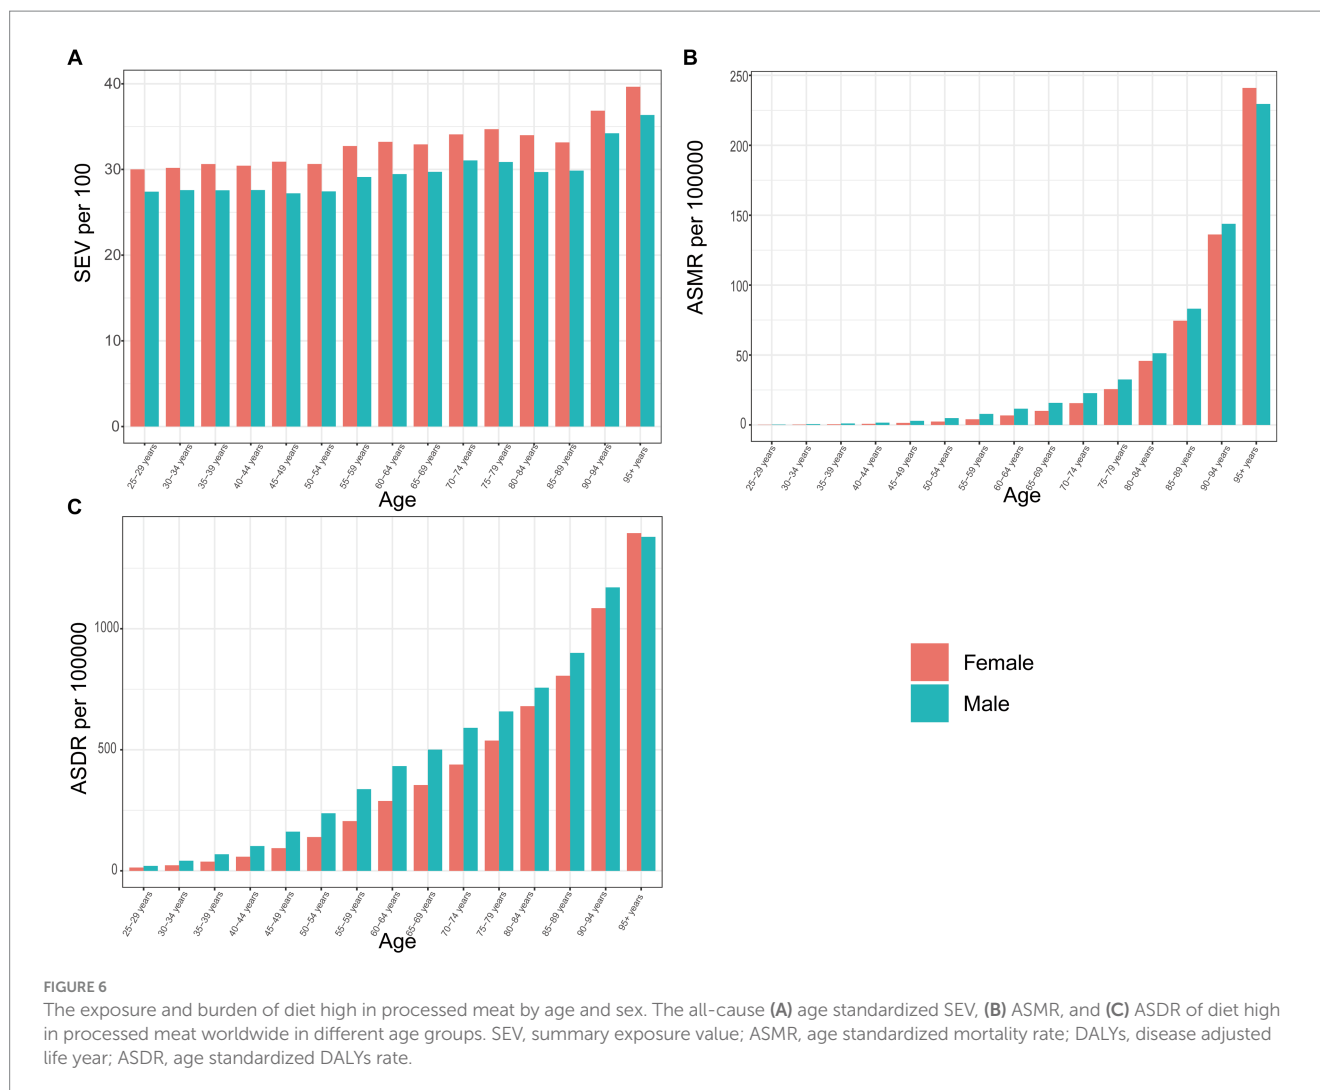 A
SEV per 100
40
30
20
10
0
25−29 years
30−34 years
35−39 years
40−44 years
45−49 years
50−54 years
55−59 years
60−64 years
65−69 years
70−74 years
75−79 years
80−84 years
85−89 years
90−94 years
95+ years
Age
B
ASMR per 100000
250
200
150
100
50
0
25−29 years
30−34 years
35−39 years
40−44 years
45−49 years
50−54 years
55−59 years
60−64 years
65−69 years
70−74 years
75−79 years
80−84 years
85−89 years
90−94 years
95+ years
Age
C
ASDR per 100000
1000
500
0
25−29 years
30−34 years
35−39 years
40−44 years
45−49 years
50−54 years
55−59 years
60−64 years
65−69 years
70−74 years
75−79 years
80−84 years
85−89 years
90−94 years
95+ years
Age
Female
Male
FIGURE 6
The exposure and burden of diet high in processed meat by age and sex. The all-cause (A) age standardized SEV, (B) ASMR, and (C) ASDR of diet high
in processed meat worldwide in different age groups. SEV, summary exposure value; ASMR, age standardized mortality rate; DALYs, disease adjusted
life year; ASDR, age standardized DALYs rate.